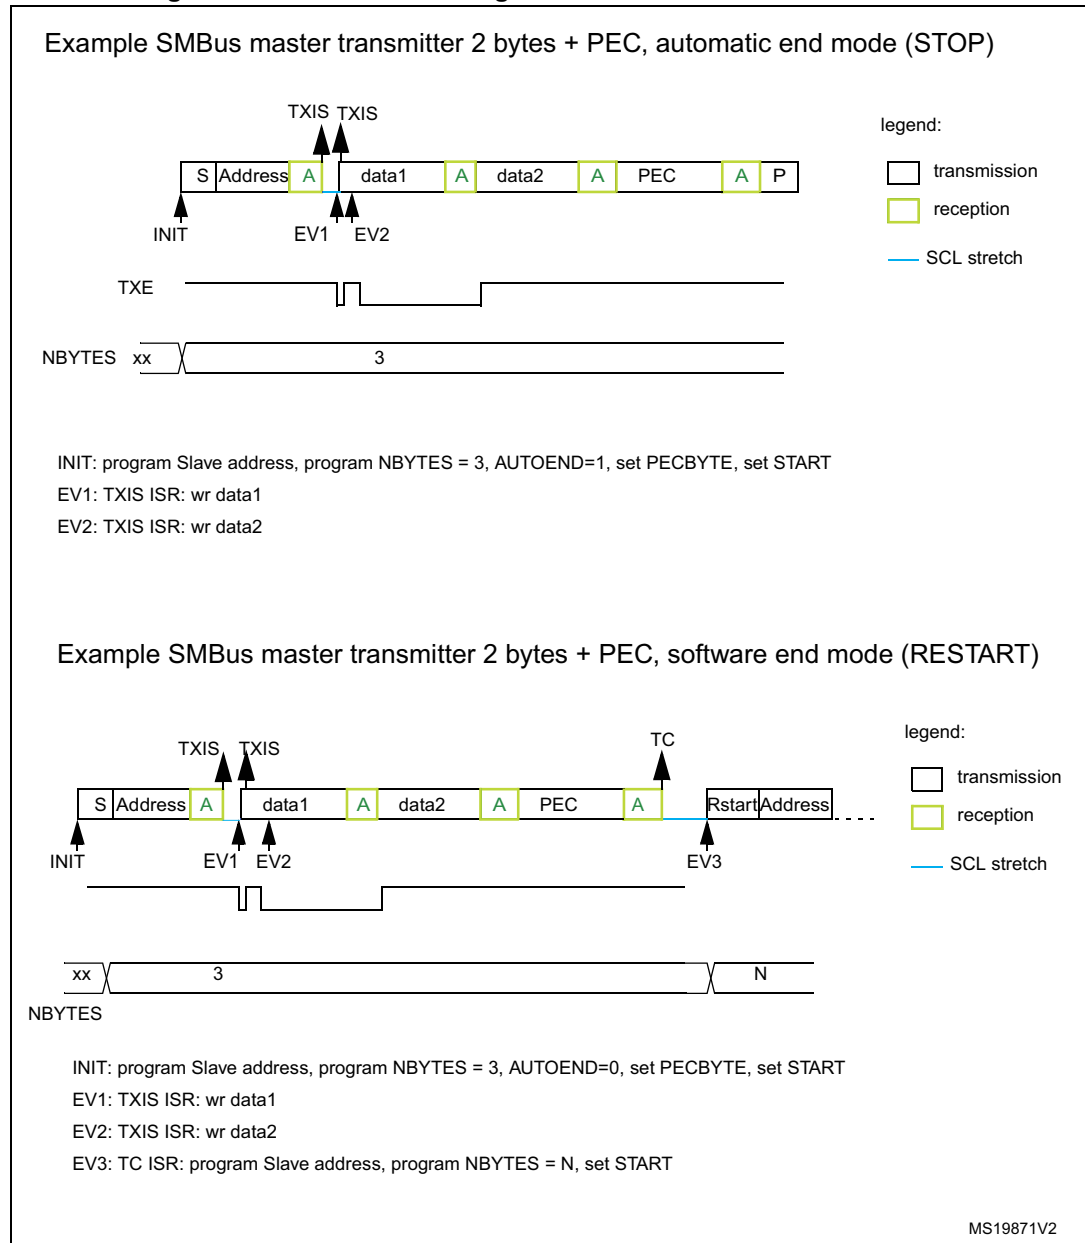 Example SMBus master transmitter 2 bytes + PEC, automatic end mode (STOP)
TXIS TXIS
legend:
S Address A data1 A data2 A PEC A P
transmission
reception
INIT EV1 EV2
SCL stretch
TXE
NBYTES xx 3
INIT: program Slave address, program NBYTES = 3, AUTOEND=1, set PECBYTE, set START
EV1: TXIS ISR: wr data1
EV2: TXIS ISR: wr data2
Example SMBus master transmitter 2 bytes + PEC, software end mode (RESTART)
TXIS TXIS TC
legend:
S Address A data1 A data2 A PEC A Rstart Address
transmission
reception
INIT EV1 EV2 EV3
SCL stretch
xx 3 N
NBYTES
INIT: program Slave address, program NBYTES = 3, AUTOEND=0, set PECBYTE, set START
EV1: TXIS ISR: wr data1
EV2: TXIS ISR: wr data2
EV3: TC ISR: program Slave address, program NBYTES = N, set START
MS19871V2